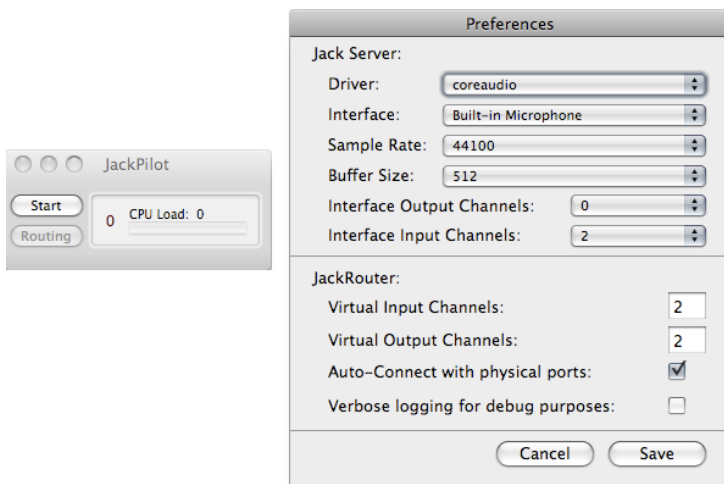 JackPilot
Start
Routing
0
CPU Load: 0
Preferences
Jack Server:
Driver: coreaudio
Interface: Built-in Microphone
Sample Rate: 44100
Buffer Size: 512
Interface Output Channels: 0
Interface Input Channels: 2
JackRouter:
Virtual Input Channels: 2
Virtual Output Channels: 2
Auto-Connect with physical ports:
Verbose logging for debug purposes:
Cancel Save